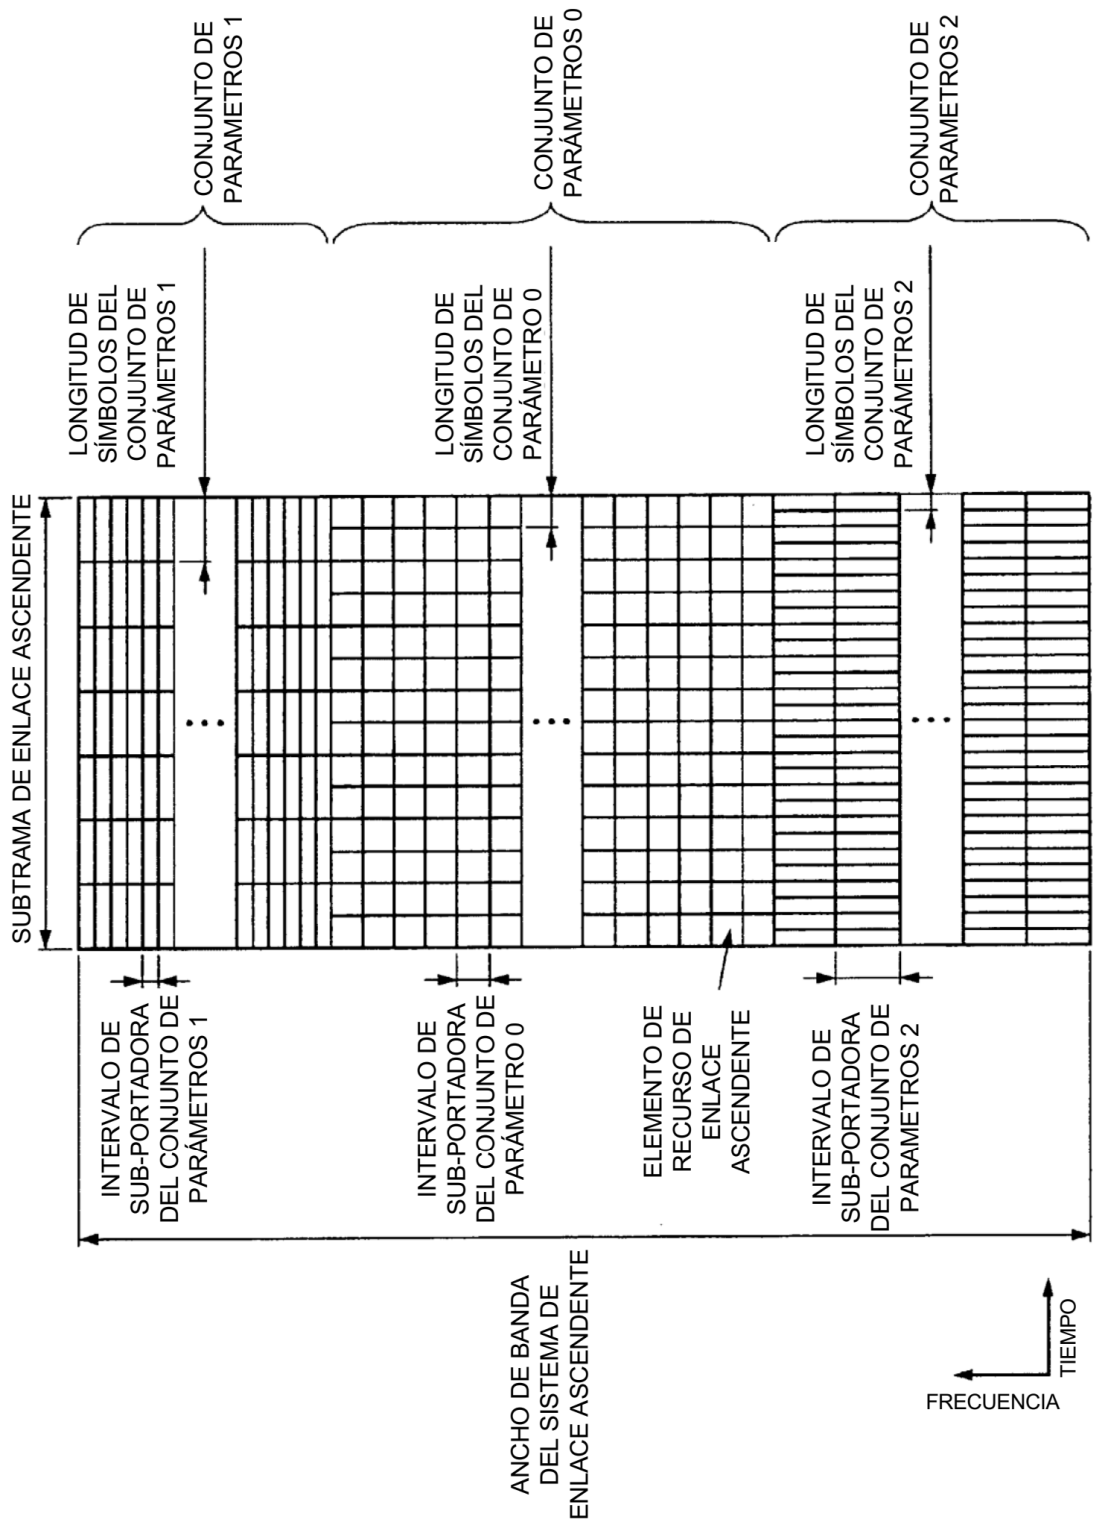 SUBTRAMA DE ENLACE ASCENDENTE
LONGITUD DE
SÍMBOLOS DEL
CONJUNTO DE
PARÁMETROS 1
CONJUNTO DE
PARAMETROS 1
INTERVALO DE
SUB-PORTADORA
DEL CONJUNTO DE
PARÁMETROS 1
LONGITUD DE
SÍMBOLOS DEL
CONJUNTO DE
PARÁMETRO 0
CONJUNTO DE
PARÁMETROS 0
INTERVALO DE
SUB-PORTADORA
DEL CONJUNTO DE
PARÁMETRO 0
ELEMENTO DE
RECURSO DE
ENLACE
ASCENDENTE
LONGITUD DE
SÍMBOLOS DEL
CONJUNTO DE
PARÁMETROS 2
CONJUNTO DE
PARAMETROS 2
INTERVALO DE
SUB-PORTADORA
DEL CONJUNTO DE
PARAMETROS 2
ANCHO DE BANDA
DEL SISTEMA DE
ENLACE ASCENDENTE
FRECUENCIA
TIEMPO